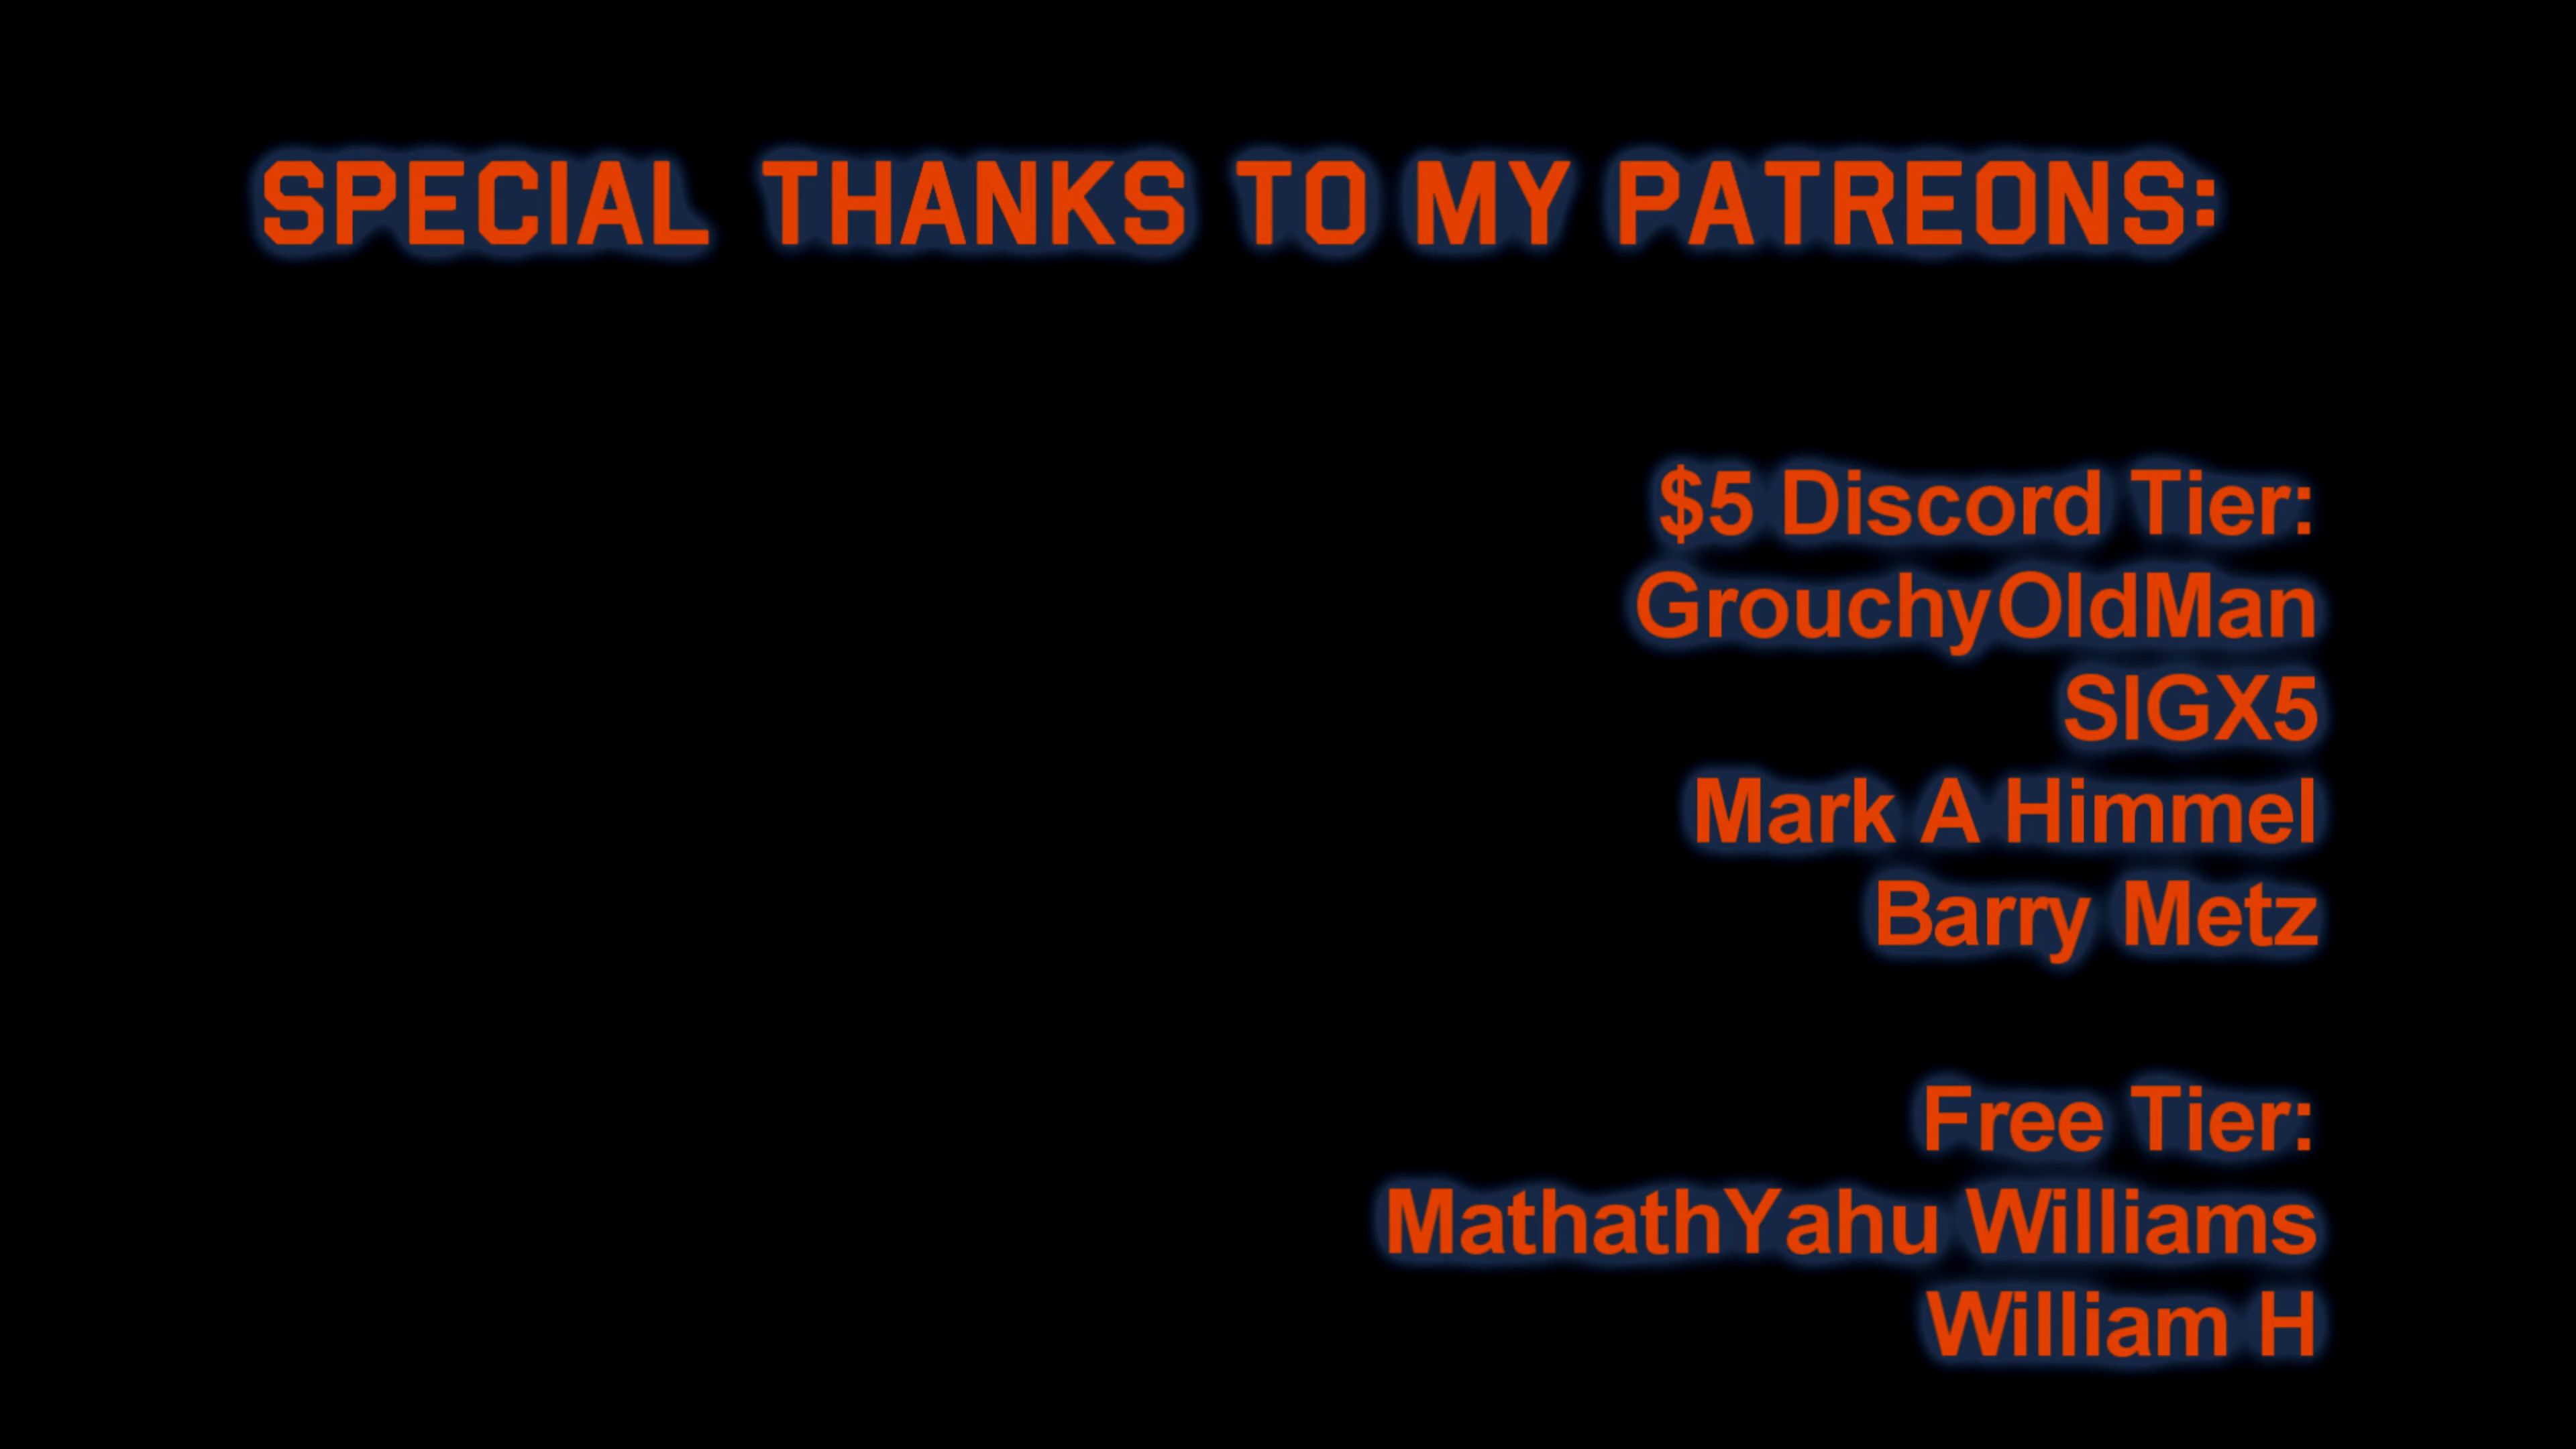 SPECIAL THANKS TO MY PATREONS:
$5 Discord Tier:
GrouchyOldMan
SIGX5
Mark A Himmel
Barry Metz
Free Tier:
MathathYahu Williams
William H